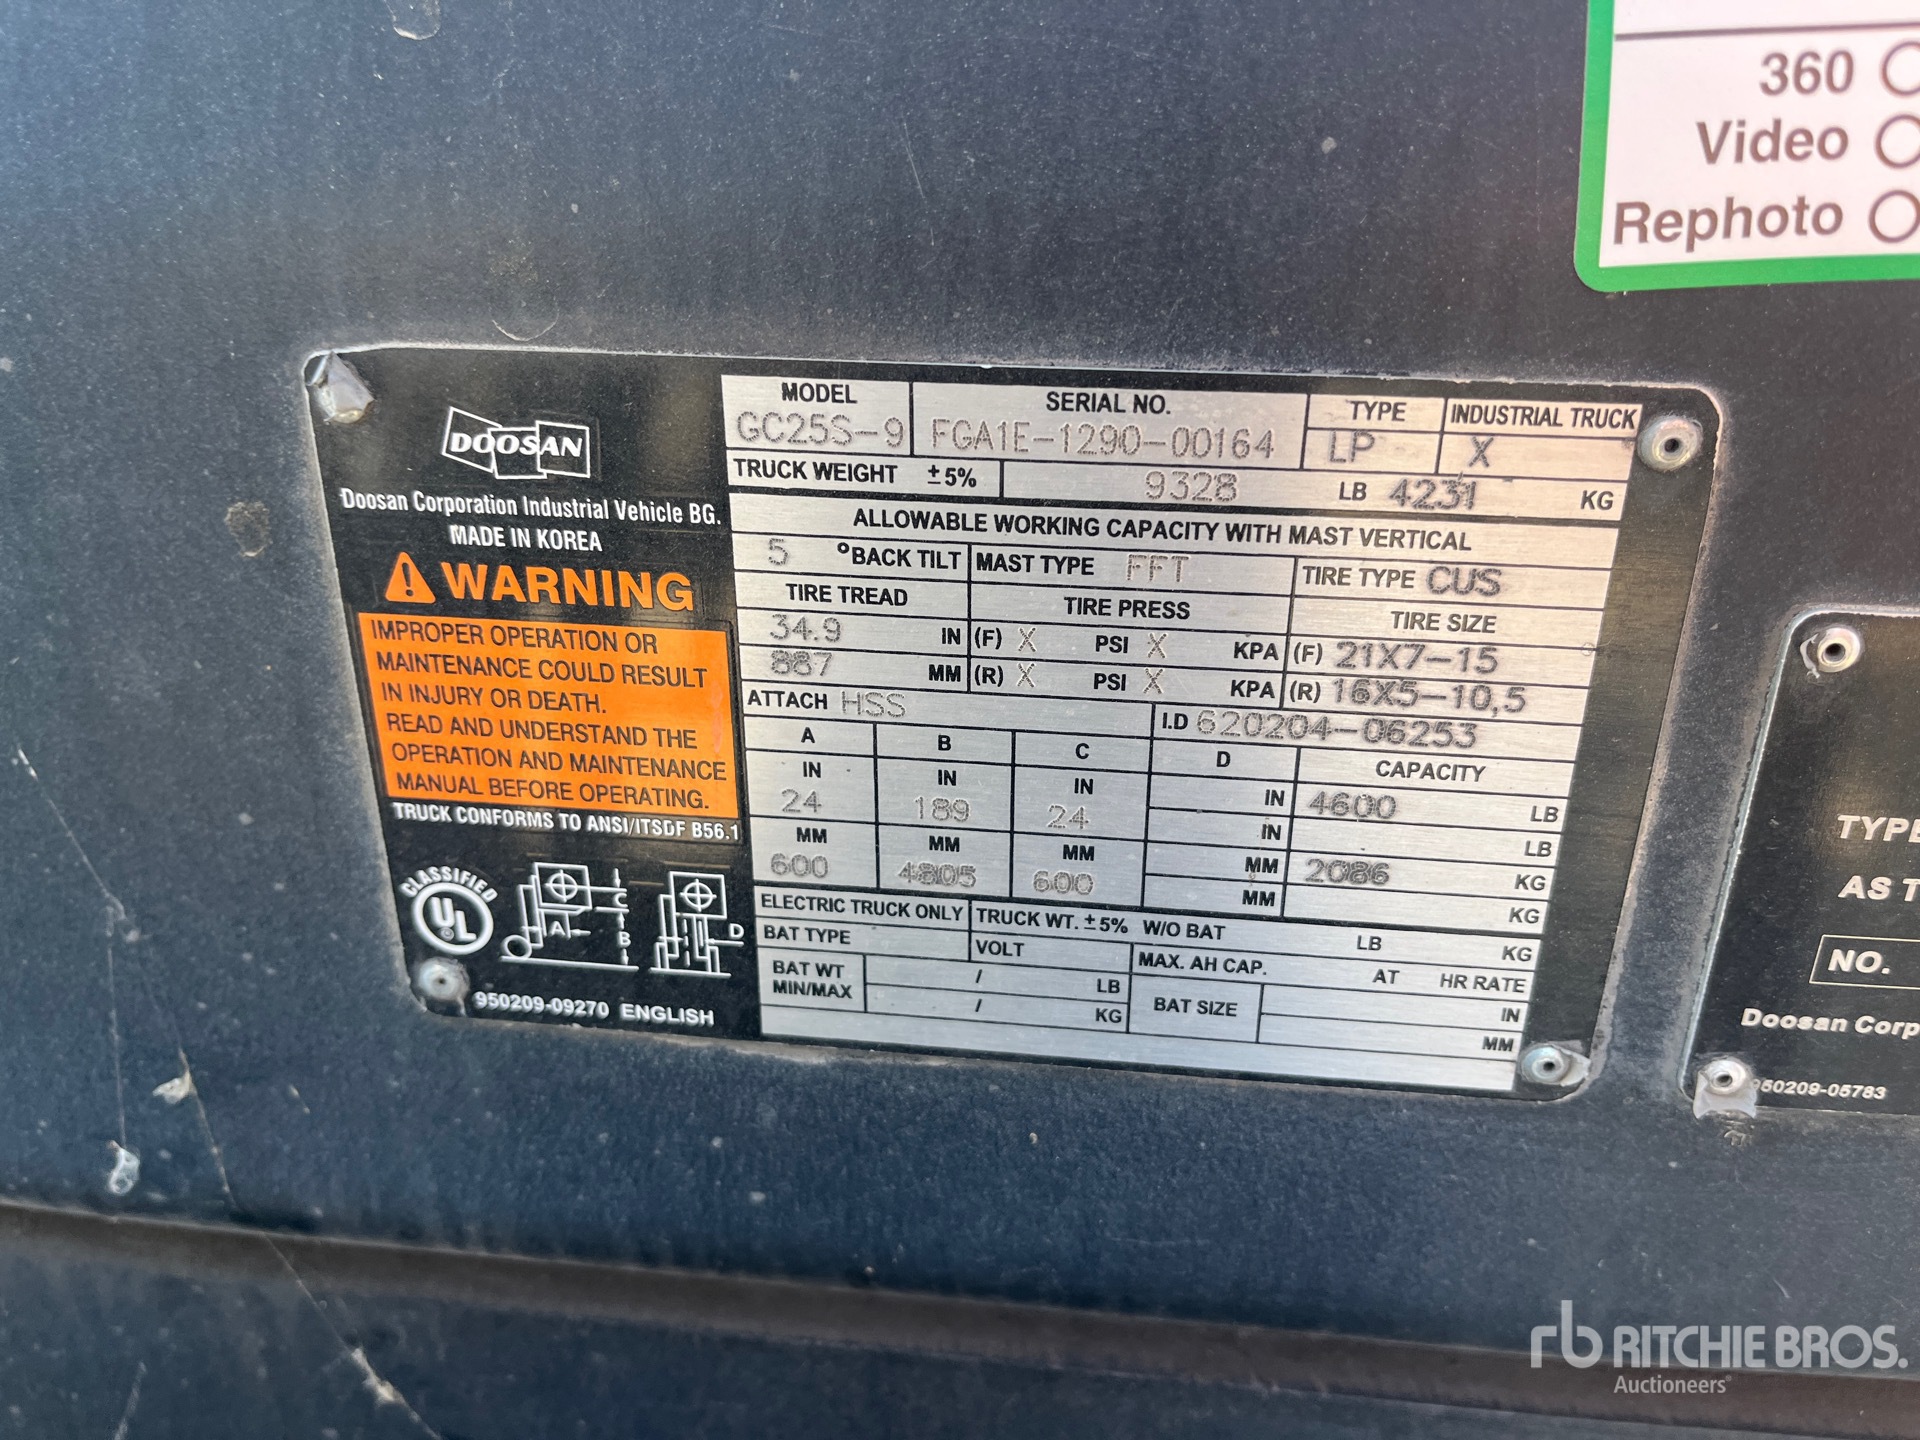 360
Video
Rephoto
DOOSAN
Doosan Corporation Industrial Vehicle BG.
MADE IN KOREA
WARNING
IMPROPER OPERATION OR
MAINTENANCE COULD RESULT
IN INJURY OR DEATH.
READ AND UNDERSTAND THE
OPERATION AND MAINTENANCE
MANUAL BEFORE OPERATING.
TRUCK CONFORMS TO ANSI/ITSDF B56.1
CLASSIFIED
UL
A C B D
950209-09270 ENGLISH
MODEL SERIAL NO. TYPE INDUSTRIAL TRUCK
GC25S-9 FGA1E-1290-00164 LP X
TRUCK WEIGHT ±5% 9328 LB 4231 KG
ALLOWABLE WORKING CAPACITY WITH MAST VERTICAL
5 °BACK TILT MAST TYPE FFT TIRE TYPE CUS
TIRE TREAD TIRE PRESS TIRE SIZE
34.9 IN (F) X PSI X KPA (F) 21X7-15
887 MM (R) X PSI X KPA (R) 16X5-10,5
ATTACH HSS I.D 620204-06253
A B C D CAPACITY
IN IN IN IN 4600 LB
24 189 24 IN LB
MM MM MM MM 2086 KG
600 4805 600 MM KG
ELECTRIC TRUCK ONLY TRUCK WT. ±5% W/O BAT LB KG
BAT TYPE VOLT MAX. AH CAP. AT HR RATE
BAT WT / LB BAT SIZE IN
MIN/MAX / KG MM
TYPE
AS T
NO.
Doosan Corp
950209-05783
rb RITCHIE BROS.
Auctioneers